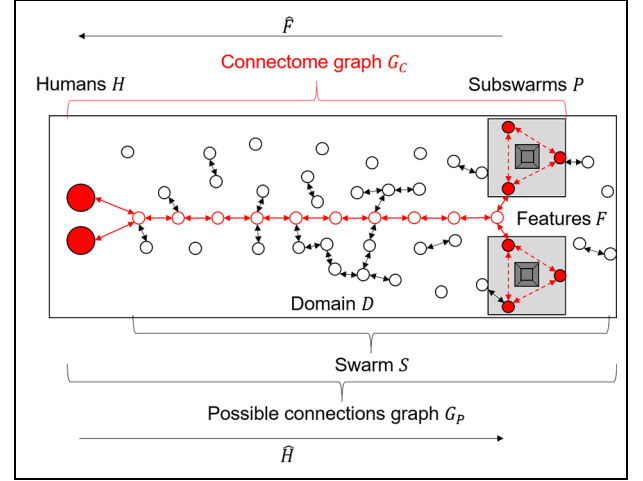 F̂
Connectome graph G_C
Humans H
Subswarms P
Features F
Domain D
Swarm S
Possible connections graph G_P
Ĥ